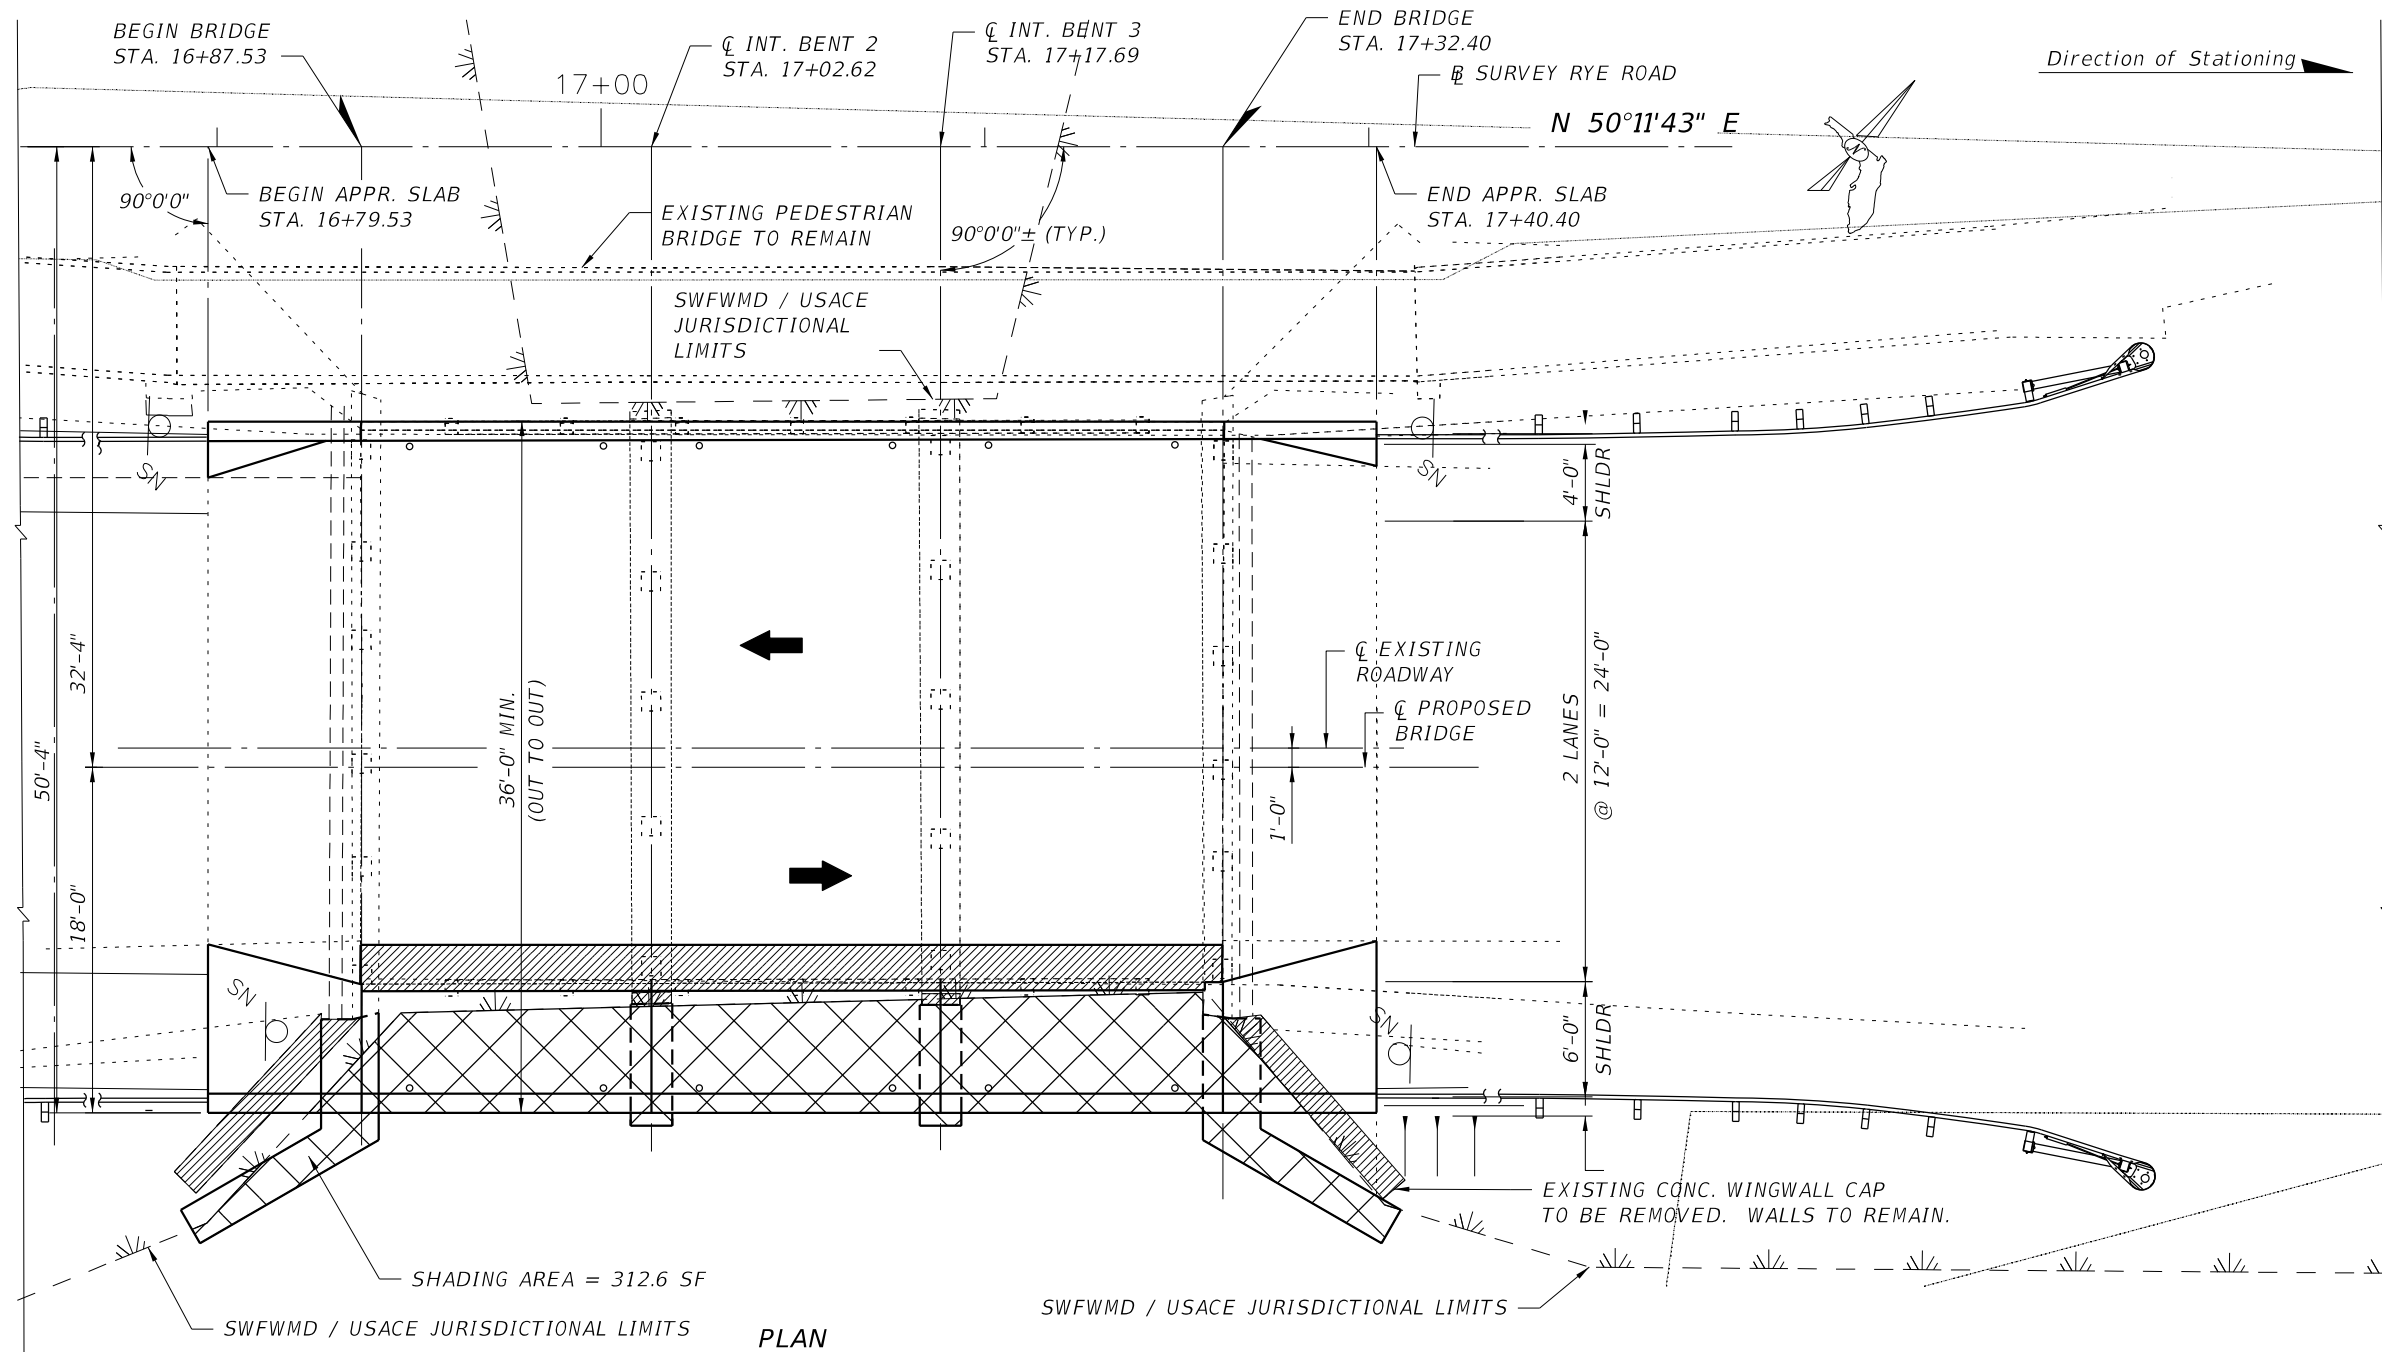 BEGIN BRIDGE
STA. 16+87.53
17+00
℄ INT. BENT 2
STA. 17+02.62
℄ INT. BENT 3
STA. 17+17.69
END BRIDGE
STA. 17+32.40
℄ SURVEY RYE ROAD
N 50°11'43" E
Direction of Stationing
N
90°0'0"
BEGIN APPR. SLAB
STA. 16+79.53
EXISTING PEDESTRIAN
BRIDGE TO REMAIN
90°0'0"± (TYP.)
END APPR. SLAB
STA. 17+40.40
SWFWMD / USACE
JURISDICTIONAL
LIMITS
SN
SN
4'-0"
SHLDR
32'-4"
50'-4"
18'-0"
36'-0" MIN.
(OUT TO OUT)
℄ EXISTING
ROADWAY
℄ PROPOSED
BRIDGE
1'-0"
2 LANES
@ 12'-0" = 24'-0"
SN
SN
6'-0"
SHLDR
EXISTING CONC. WINGWALL CAP
TO BE REMOVED. WALLS TO REMAIN.
SHADING AREA = 312.6 SF
SWFWMD / USACE JURISDICTIONAL LIMITS
SWFWMD / USACE JURISDICTIONAL LIMITS
PLAN